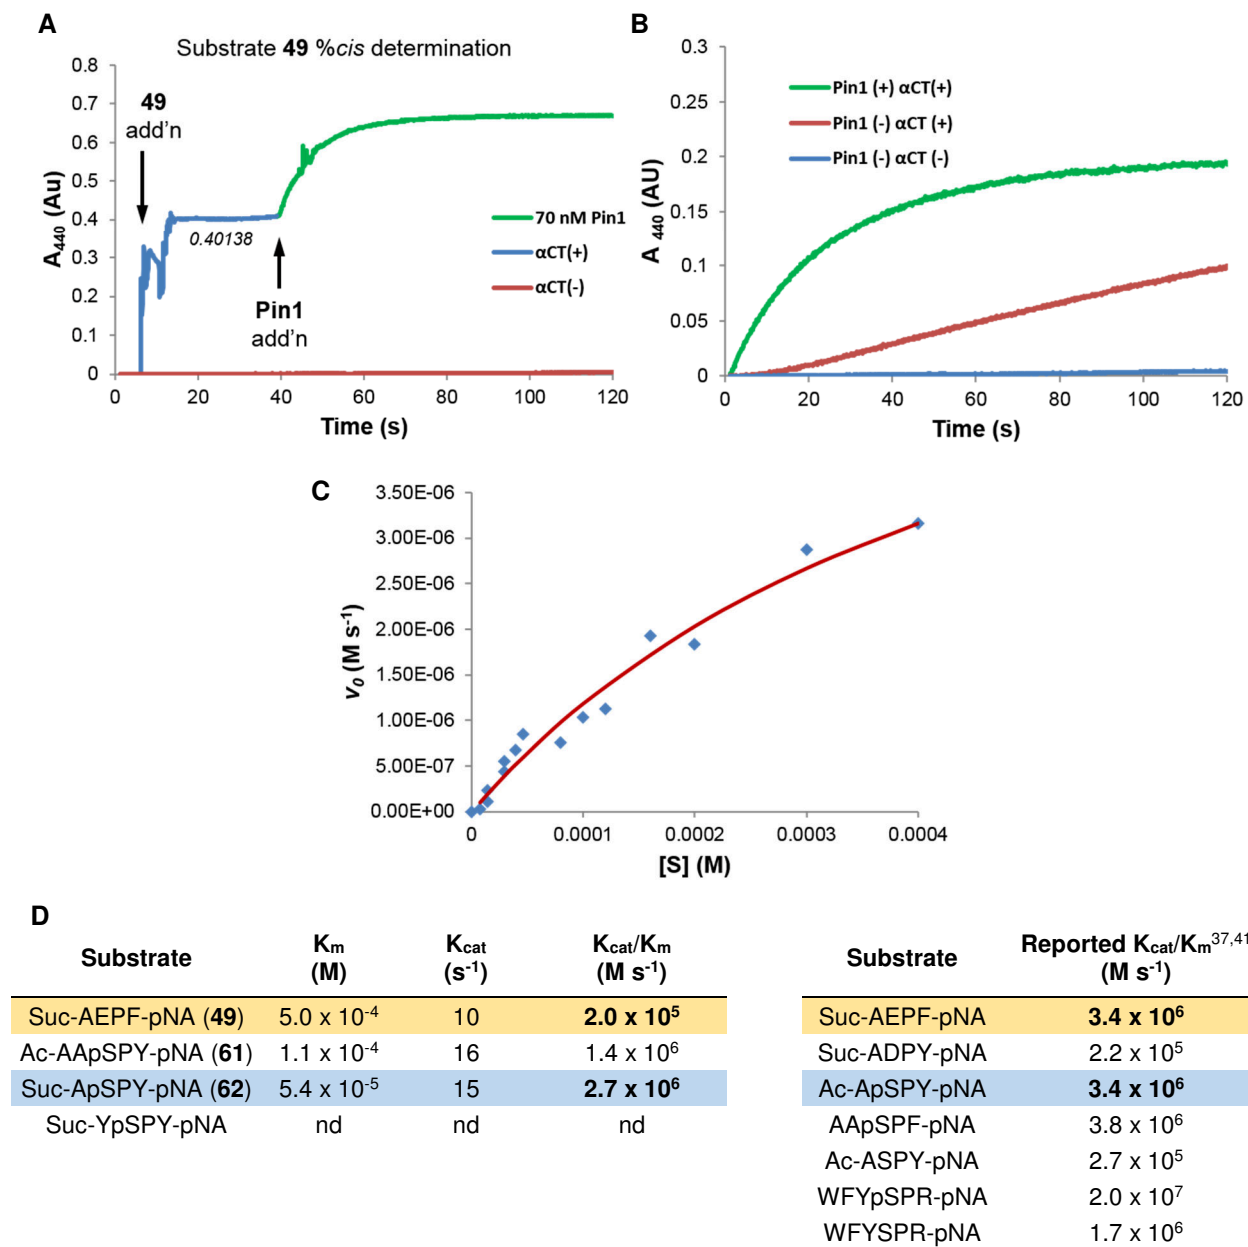 A
Substrate 49 %cis determination
0.8
0.7
0.6
0.5
0.4
0.3
0.2
0.1
0
49
add'n
0.40138
Pin1
add'n
70 nM Pin1
αCT(+)
αCT(-)
A440 (Au)
0 20 40 60 80 100 120
Time (s)
B
0.3
0.25
0.2
0.15
0.1
0.05
0
Pin1 (+) αCT(+)
Pin1 (-) αCT (+)
Pin1 (-) αCT (-)
A 440 (AU)
0 20 40 60 80 100 120
Time (s)
C
3.50E-06
3.00E-06
2.50E-06
2.00E-06
1.50E-06
1.00E-06
5.00E-07
0.00E+00
v0 (M s-1)
0 0.0001 0.0002 0.0003 0.0004
[S] (M)
D
Substrate Km (M) Kcat (s-1) Kcat/Km (M s-1)
Suc-AEPF-pNA (49) 5.0 x 10-4 10 2.0 x 105
Ac-AApSPY-pNA (61) 1.1 x 10-4 16 1.4 x 106
Suc-ApSPY-pNA (62) 5.4 x 10-5 15 2.7 x 106
Suc-YpSPY-pNA nd nd nd
Substrate Reported Kcat/Km37,41 (M s-1)
Suc-AEPF-pNA 3.4 x 106
Suc-ADPY-pNA 2.2 x 105
Ac-ApSPY-pNA 3.4 x 106
AApSPF-pNA 3.8 x 106
Ac-ASPY-pNA 2.7 x 105
WFYpSPR-pNA 2.0 x 107
WFYSPR-pNA 1.7 x 106